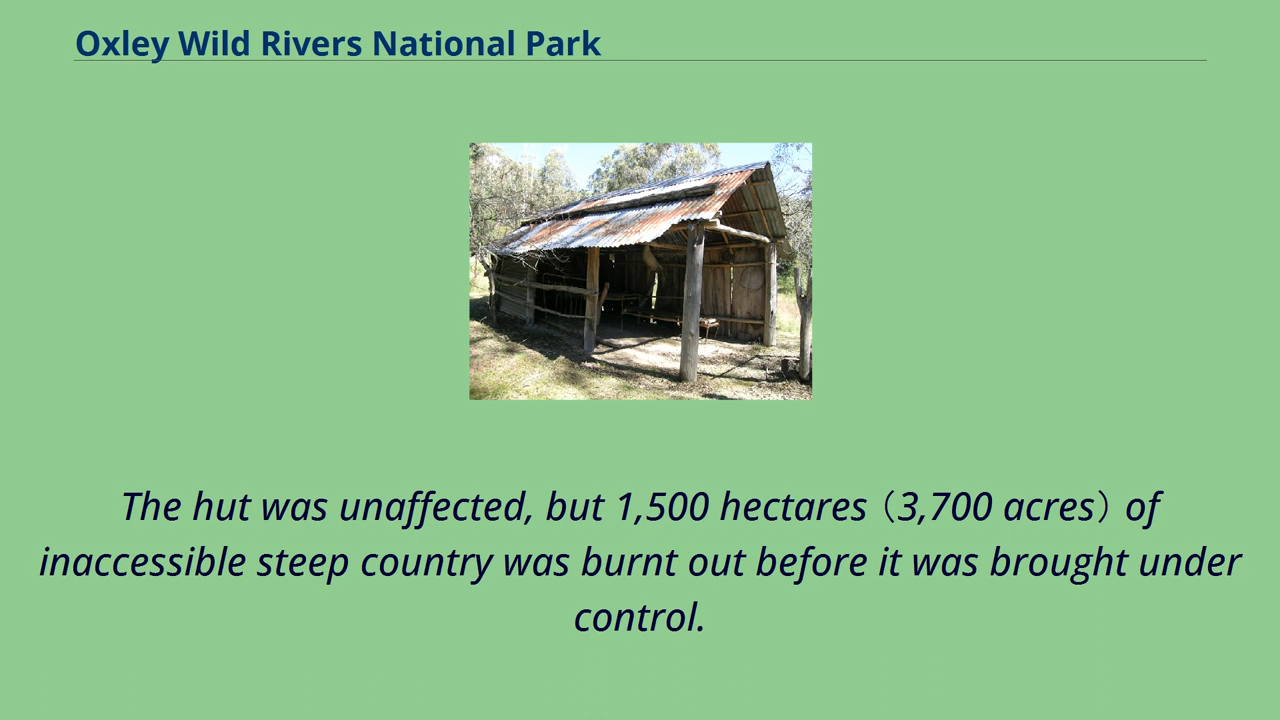 Oxley Wild Rivers National Park
The hut was unaffected, but 1,500 hectares（3,700 acres）of
inaccessible steep country was burnt out before it was brought under
control.